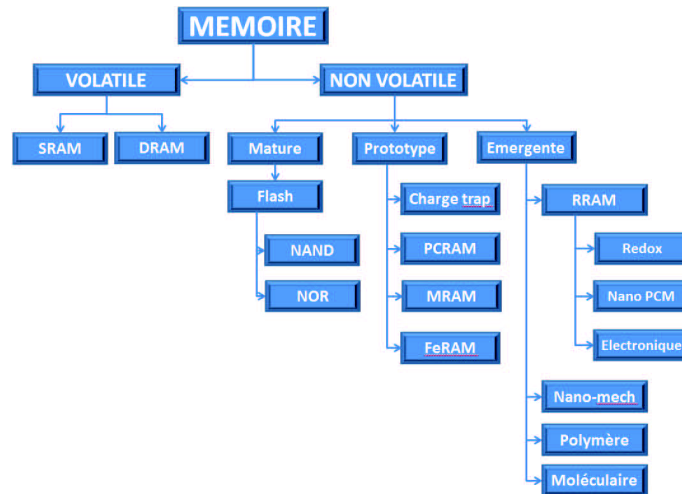 MEMOIRE
VOLATILE
NON VOLATILE
SRAM
DRAM
Mature
Prototype
Emergente
Flash
NAND
NOR
Charge trap
PCRAM
MRAM
FeRAM
RRAM
Redox
Nano PCM
Electronique
Nano-mech
Polymère
Moléculaire